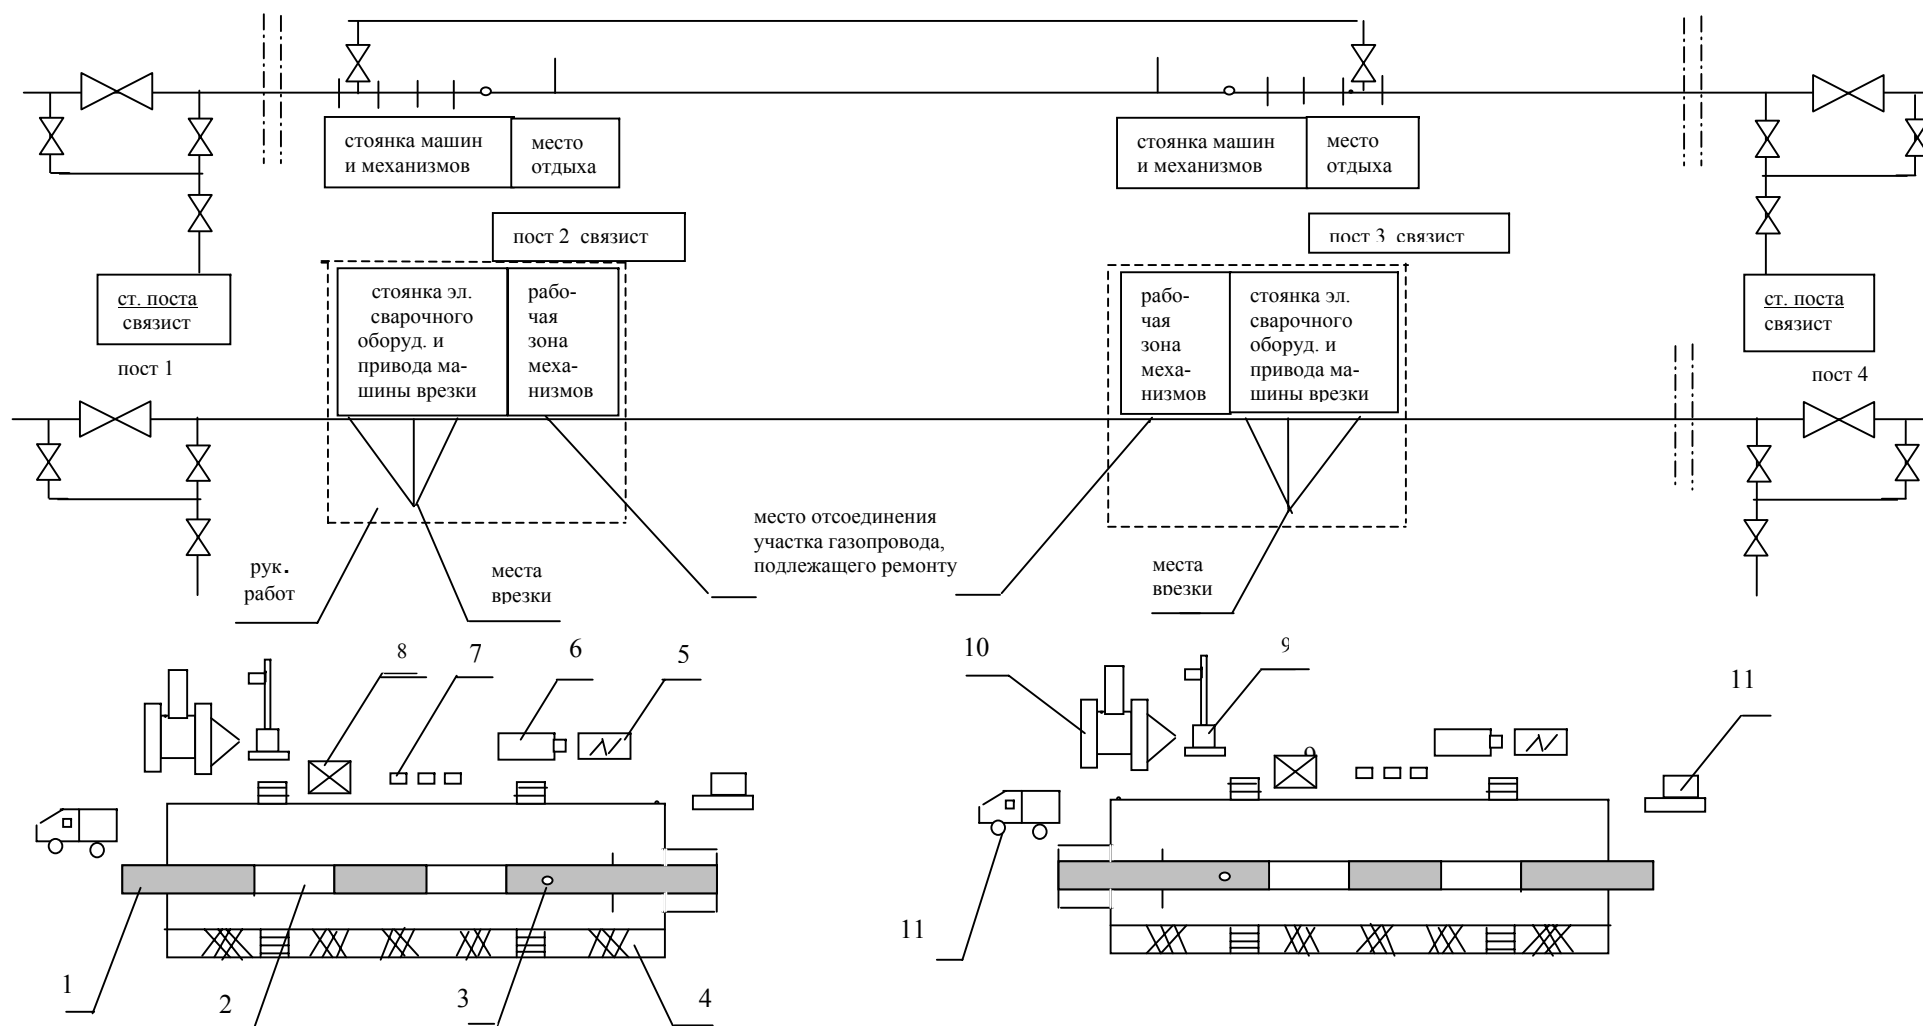 стоянка машин
и механизмов
место
отдыха
стоянка машин
и механизмов
место
отдыха
пост 2 связист
пост 3 связист
ст. поста
связист
пост 1
стоянка эл.
сварочного
оборуд. и
привода ма-
шины врезки
рабо-
чая
зона
меха-
низмов
рабо-
чая
зона
меха-
низмов
стоянка эл.
сварочного
оборуд. и
привода ма-
шины врезки
ст. поста
связист
пост 4
рук.
работ
места
врезки
место отсоединения
участка газопровода,
подлежащего ремонту
места
врезки
8
7
6
5
10
9
11
1
2
3
4
11
9